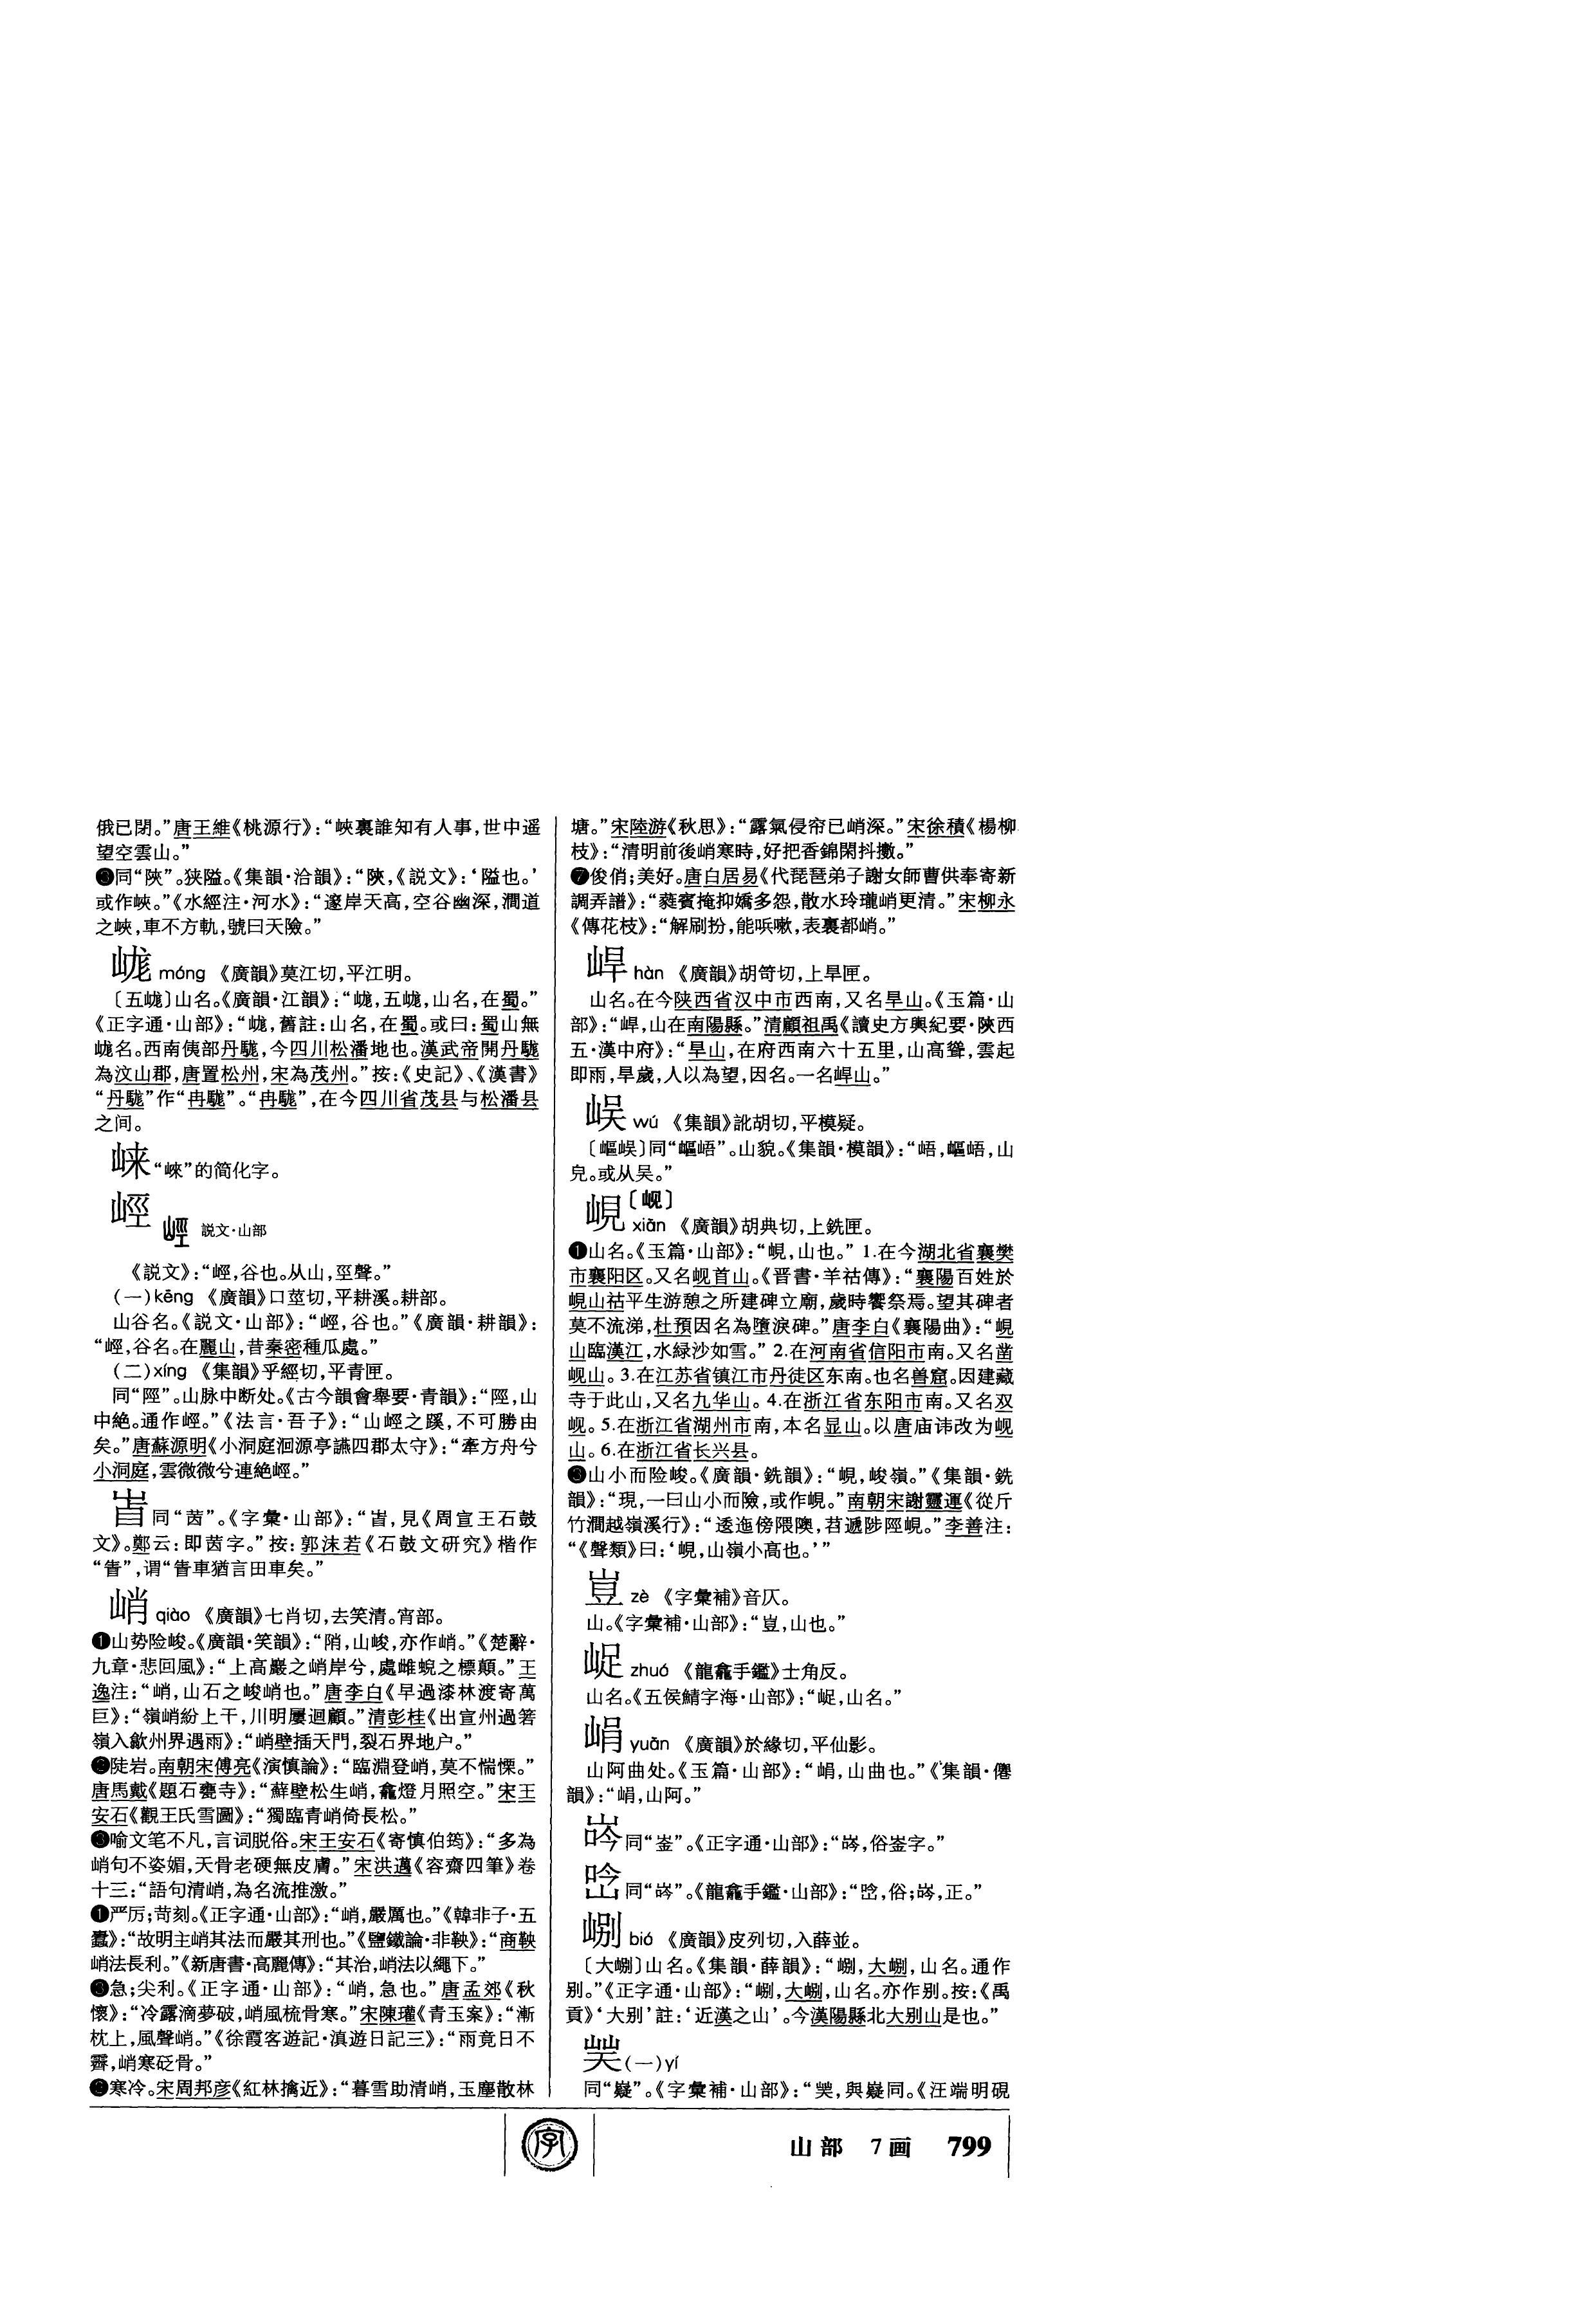 俄已閉。”唐王維《桃源行》：“峽裏誰知有人事，世中遥
望空雲山。”
❸同“陝”。狭隘。《集韻·洽韻》：“陝，《説文》：‘隘也。’
或作峽。”《水經注·河水》：“邃岸天高，空谷幽深，澗道
之峽，車不方軌，號曰天險。”
㟌 móng 《廣韻》莫江切，平江明。
〔五㟌〕山名。《廣韻·江韻》：“㟌，五㟌，山名，在蜀。”
《正字通·山部》：“㟌，舊註：山名，在蜀。或曰：蜀山無
㟌名。西南侇部丹駹，今四川松潘地也。漢武帝開丹駹
為汶山郡，唐置松州，宋為茂州。”按：《史記》、《漢書》
“丹駹”作“冉駹”。“冉駹”，在今四川省茂县与松潘县
之间。
崃 “崍”的简化字。
巠 説文·山部
《説文》：“峌，谷也。从山，巠聲。”
(一) kēng 《廣韻》口莖切，平耕溪。耕部。
山谷名。《説文·山部》：“峌，谷也。”《廣韻·耕韻》：
“峌，谷名。在麗山，昔秦密種瓜處。”
(二) xíng 《集韻》乎經切，平青匣。
同“陘”。山脉中断处。《古今韻會舉要·青韻》：“陘，山
中絶。通作峌。”《法言·吾子》：“山峌之蹊，不可勝由
矣。”唐蘇源明《小洞庭洄源亭讌四郡太守》：“牽方舟兮
小洞庭，雲微微兮連絶峌。”
同“茵”。《字彙·山部》：“𡸁，見《周宣王石鼓
文》。鄭云：即茵字。”按：郭沫若《石鼓文研究》楷作
“𤯍”，谓“𤯍車猶言田車矣。”
峭 qiào 《廣韻》七肖切，去笑清。宵部。
❶山势险峻。《廣韻·笑韻》：“陗，山峻，亦作峭。”《楚辭·
九章·悲回風》：“上高巖之峭岸兮，處雌蜺之標顛。”王
逸注：“峭，山石之峻峭也。”唐李白《早過漆林渡寄萬
巨》：“嶺峭紛上干，川明屢迴顧。”清彭桂《出宣州過箬
嶺入歙州界遇雨》：“峭壁插天門，裂石界地户。”
❷陡岩。南朝宋傅亮《演慎論》：“臨淵登峭，莫不惴慄。”
唐馬戴《題石甕寺》：“蘚壁松生峭，龕燈月照空。”宋王
安石《觀王氏雪圖》：“獨臨青峭倚長松。”
❸喻文笔不凡，言词脱俗。宋王安石《寄慎伯筠》：“多為
峭句不姿媚，天骨老硬無皮膚。”宋洪邁《容齋四筆》卷
十三：“語句清峭，為名流推激。”
❶严厉；苛刻。《正字通·山部》：“峭，嚴厲也。”《韓非子·五
蠹》：“故明主峭其法而嚴其刑也。”《鹽鐵論·非鞅》：“商鞅
峭法長利。”《新唐書·高麗傳》：“其治，峭法以繩下。”
❸急；尖利。《正字通·山部》：“峭，急也。”唐孟郊《秋
懷》：“冷露滴夢破，峭風梳骨寒。”宋陳瓘《青玉案》：“漸
枕上，風聲峭。”《徐霞客遊記·滇遊日記三》：“雨竟日不
霽，峭寒砭骨。”
❷寒冷。宋周邦彦《紅林擒近》：“暮雪助清峭，玉塵散林
塘。”宋陸游《秋思》：“露氣侵帘已峭深。”宋徐積《楊柳
枝》：“清明前後峭寒時，好把香錦閑抖擻。”
❼俊俏；美好。唐白居易《代琵琶弟子謝女師曹供奉寄新
調弄譜》：“蕤賓掩抑嬌多怨，散水玲瓏峭更清。”宋柳永
《傳花枝》：“解刷扮，能㖼嗽，表裏都峭。”
峄 hàn 《廣韻》胡笴切，上旱匣。
山名。在今陕西省汉中市西南，又名旱山。《玉篇·山
部》：“㟁，山在南陽縣。”清顧祖禹《讀史方輿紀要·陝西
五·漢中府》：“旱山，在府西南六十五里，山高聳，雲起
即雨，旱歲，人以為望，因名。一名㟁山。”
峿 wú 《集韻》訛胡切，平模疑。
〔嶇㟇〕同“嶇峿”。山貌。《集韻·模韻》：“峿，嶇峿，山
皃。或从吴。”
峴〔岘〕
xiǎn 《廣韻》胡典切，上銑匣。
❶山名。《玉篇·山部》：“峴，山也。” 1.在今湖北省襄樊
市襄阳区。又名岘首山。《晋書·羊祜傳》：“襄陽百姓於
峴山祜平生游憩之所建碑立廟，歲時饗祭焉。望其碑者
莫不流涕，杜預因名為墮淚碑。”唐李白《襄陽曲》：“峴
山臨漢江，水緑沙如雪。” 2.在河南省信阳市南。又名凿
岘山。3.在江苏省镇江市丹徒区东南。也名兽窟。因建藏
寺于此山，又名九华山。4.在浙江省东阳市南。又名双
岘。5.在浙江省湖州市南，本名显山。以唐庙讳改为岘
山。6.在浙江省长兴县。
❸山小而险峻。《廣韻·銑韻》：“峴，峻嶺。”《集韻·銑
韻》：“現，一曰山小而險，或作峴。”南朝宋謝靈運《從斤
竹澗越嶺溪行》：“逶迤傍隈隩，苕遞陟陘峴。”李善注：
“《聲類》曰：‘峴，山嶺小高也。’”
zè 《字彙補》音仄。
山。《字彙補·山部》：“豈，山也。”
zhuó 《龍龕手鑑》士角反。
山名。《五侯鯖字海·山部》：“㟧，山名。”
yuān 《廣韻》於緣切，平仙影。
山阿曲处。《玉篇·山部》：“㟲，山曲也。”《集韻·僊
韻》：“㟲，山阿。”
同“崟”。《正字通·山部》：“㟢，俗崟字。”
同“㟢”。《龍龕手鑑·山部》：“㟛，俗；㟢，正。”
bié 《廣韻》皮列切，入薛並。
〔大𡸪〕山名。《集韻·薛韻》：“𡸪，大𡸪，山名。通作
别。”《正字通·山部》：“𡸪，大𡸪，山名。亦作别。按：《禹
貢》‘大别’註：‘近漢之山’。今漢陽縣北大别山是也。”
(一) yí
同“嶷”。《字彙補·山部》：“㟴，與嶷同。《汪端明硯
山部 7画 799